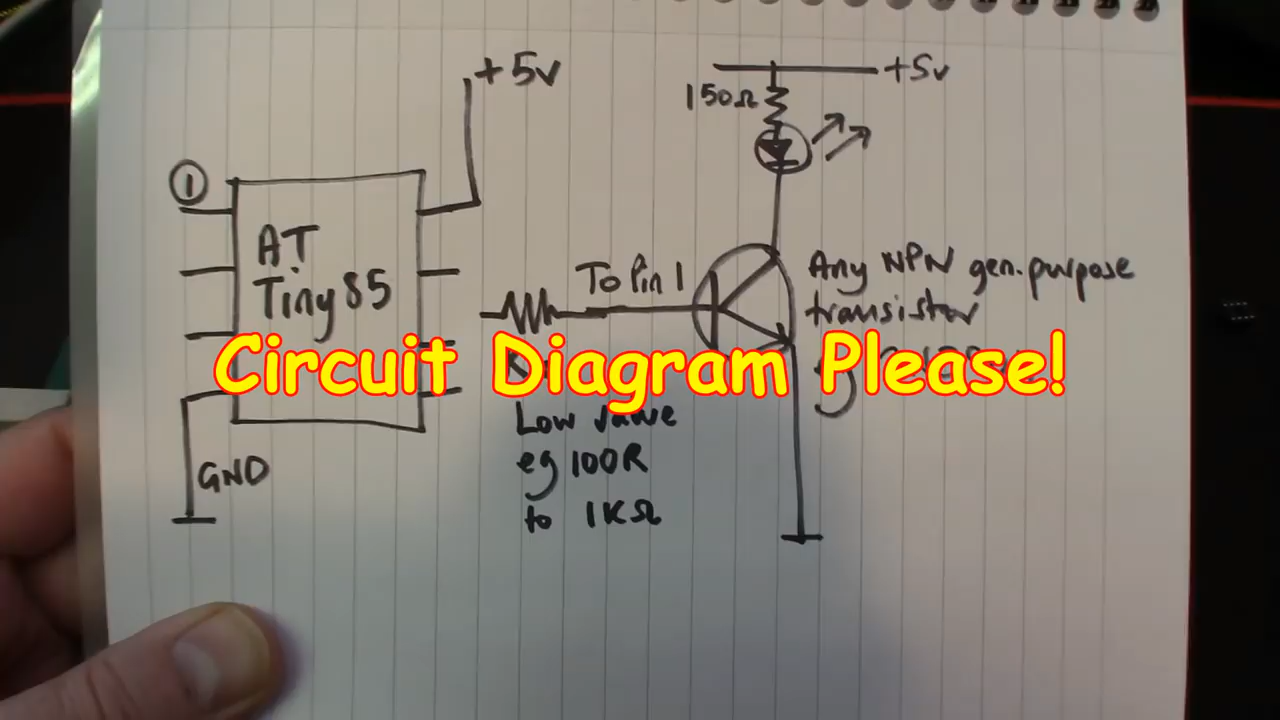 +5v
+5v
150Ω
1
AT
Tiny85
To Pin 1
Any NPN gen.purpose
transistor
Circuit Diagram Please!
Low value
eg 100R
to 1KΩ
GND